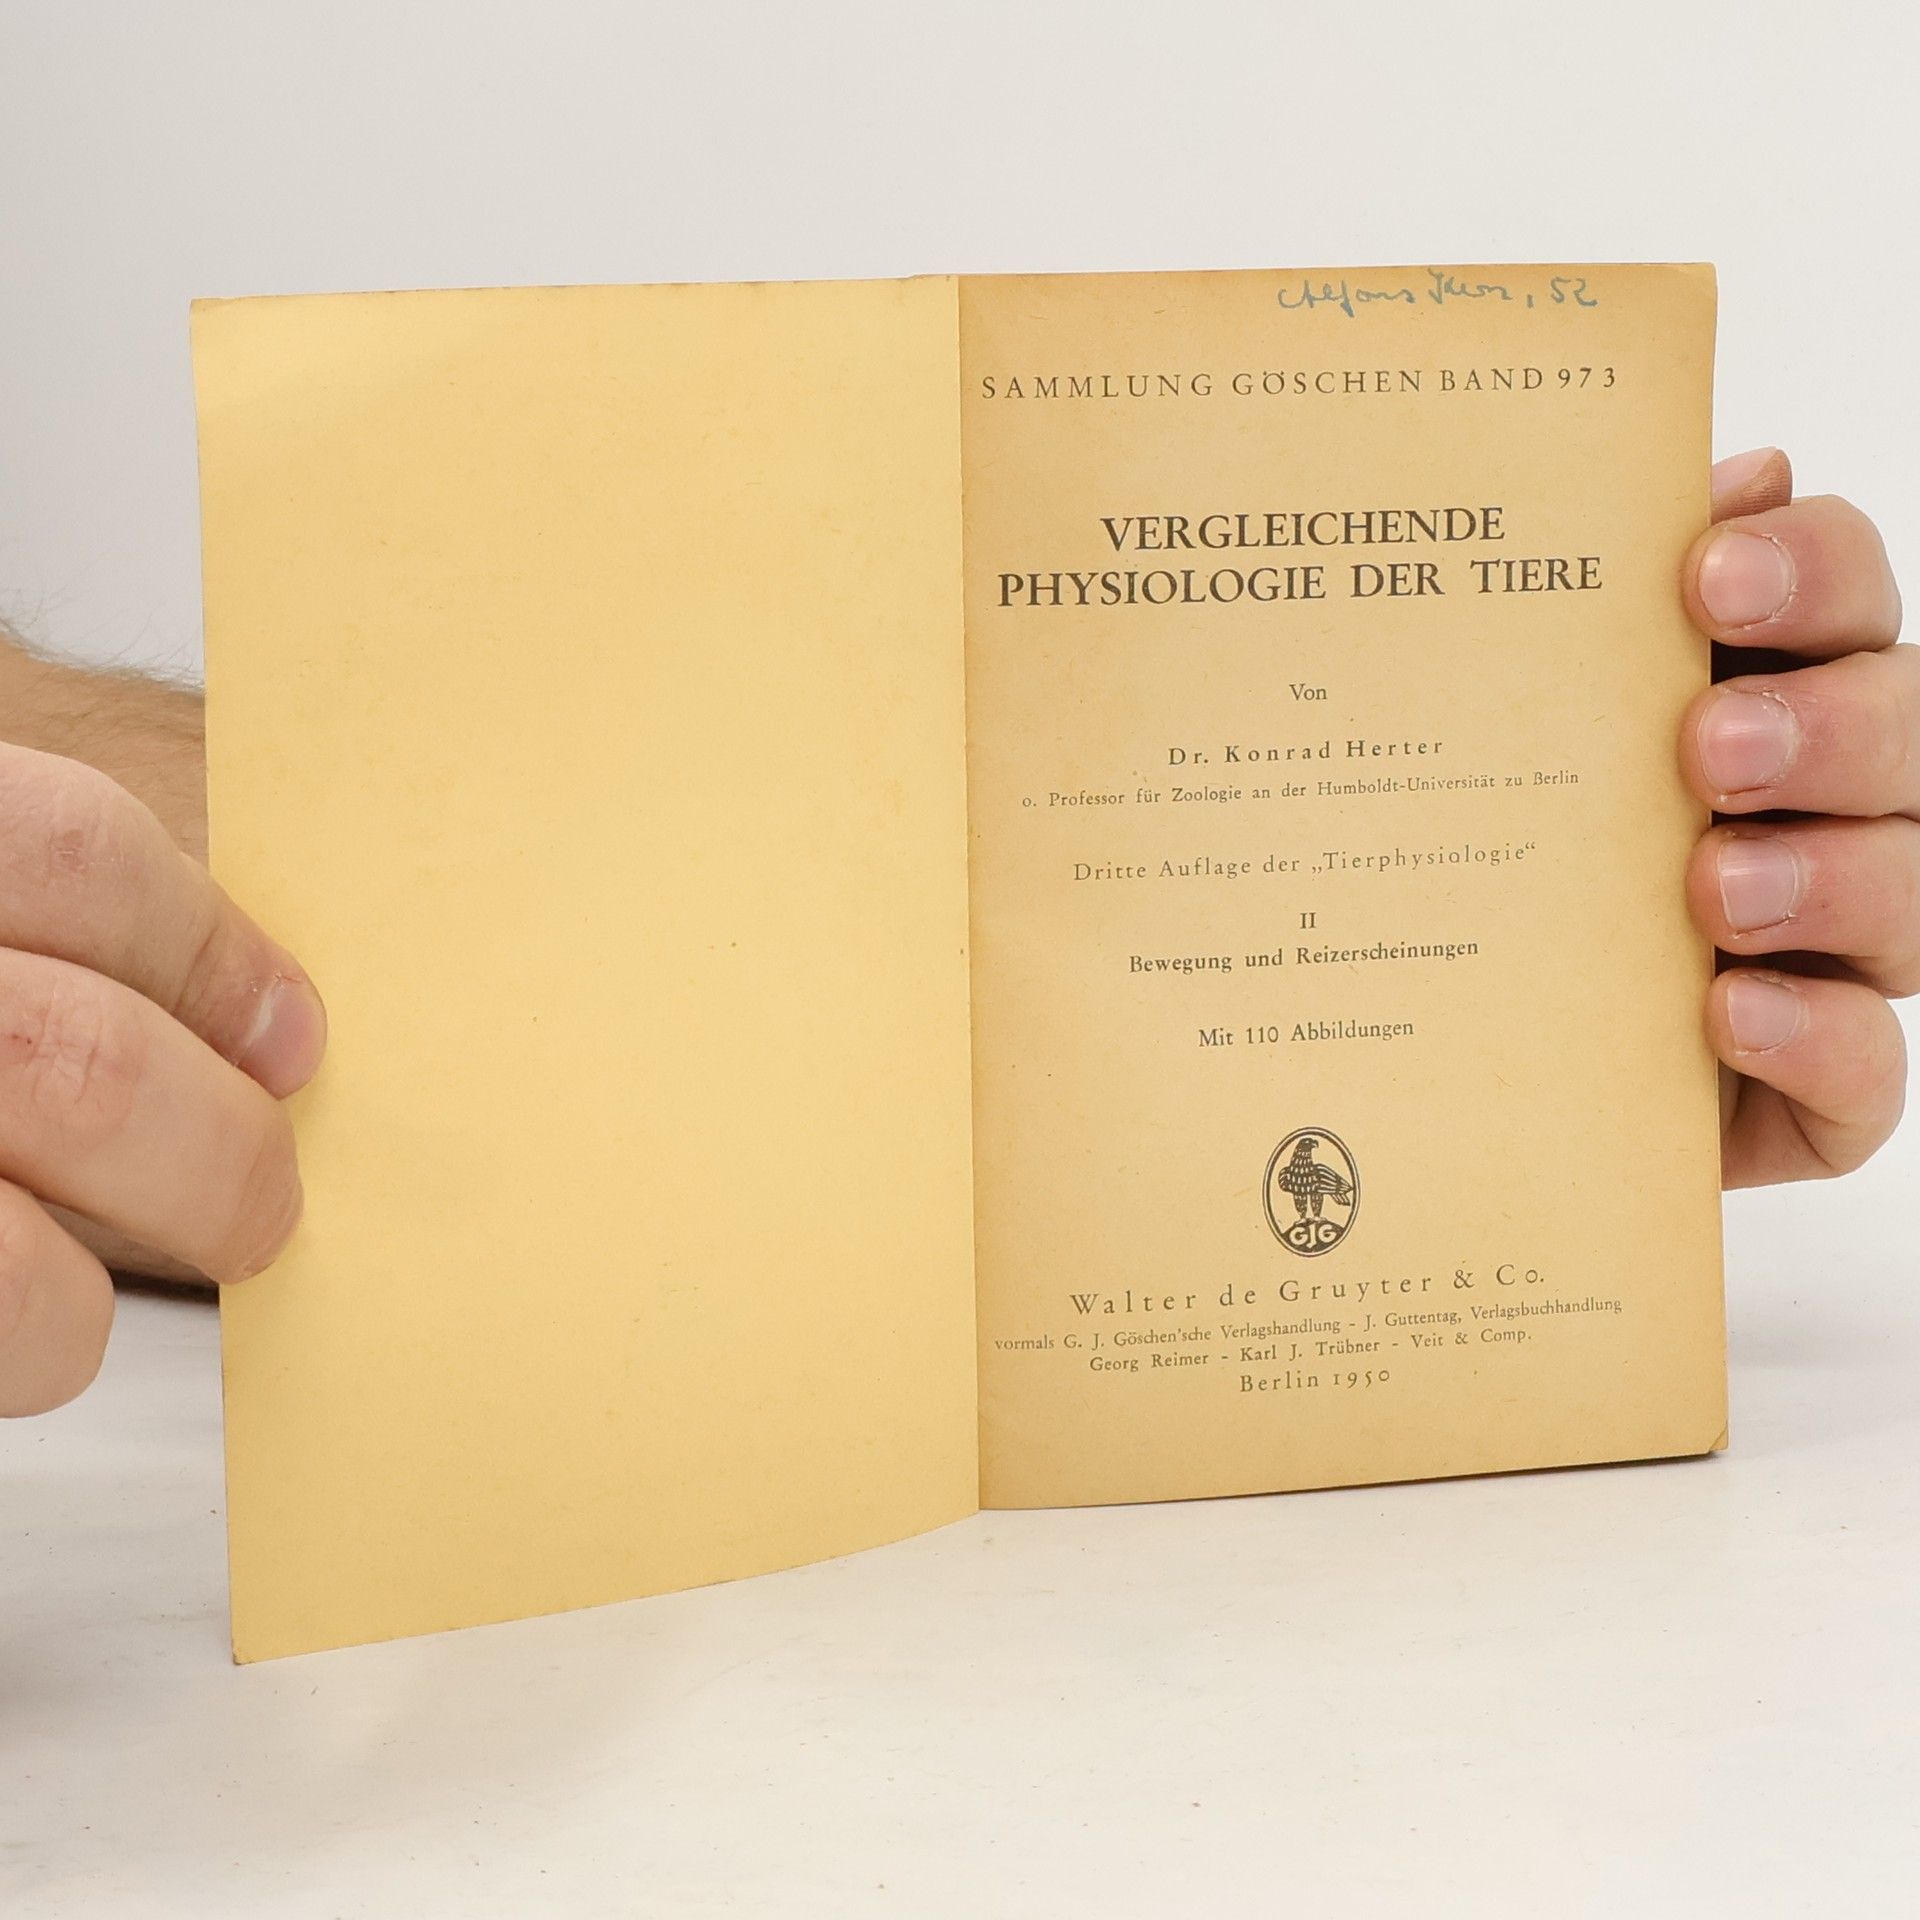 Alfons , 52
SAMMLUNG GÖSCHEN BAND 973
VERGLEICHENDE
PHYSIOLOGIE DER TIERE
Von
Dr. Konrad Herter
o. Professor für Zoologie an der Humboldt-Universität zu Berlin
Dritte Auflage der „Tierphysiologie“
II
Bewegung und Reizerscheinungen
Mit 110 Abbildungen
GJG
Walter de Gruyter & Co.
vormals G. J. Göschen'sche Verlagshandlung – J. Guttentag, Verlagsbuchhandlung
Georg Reimer – Karl J. Trübner – Veit & Comp.
Berlin 1950